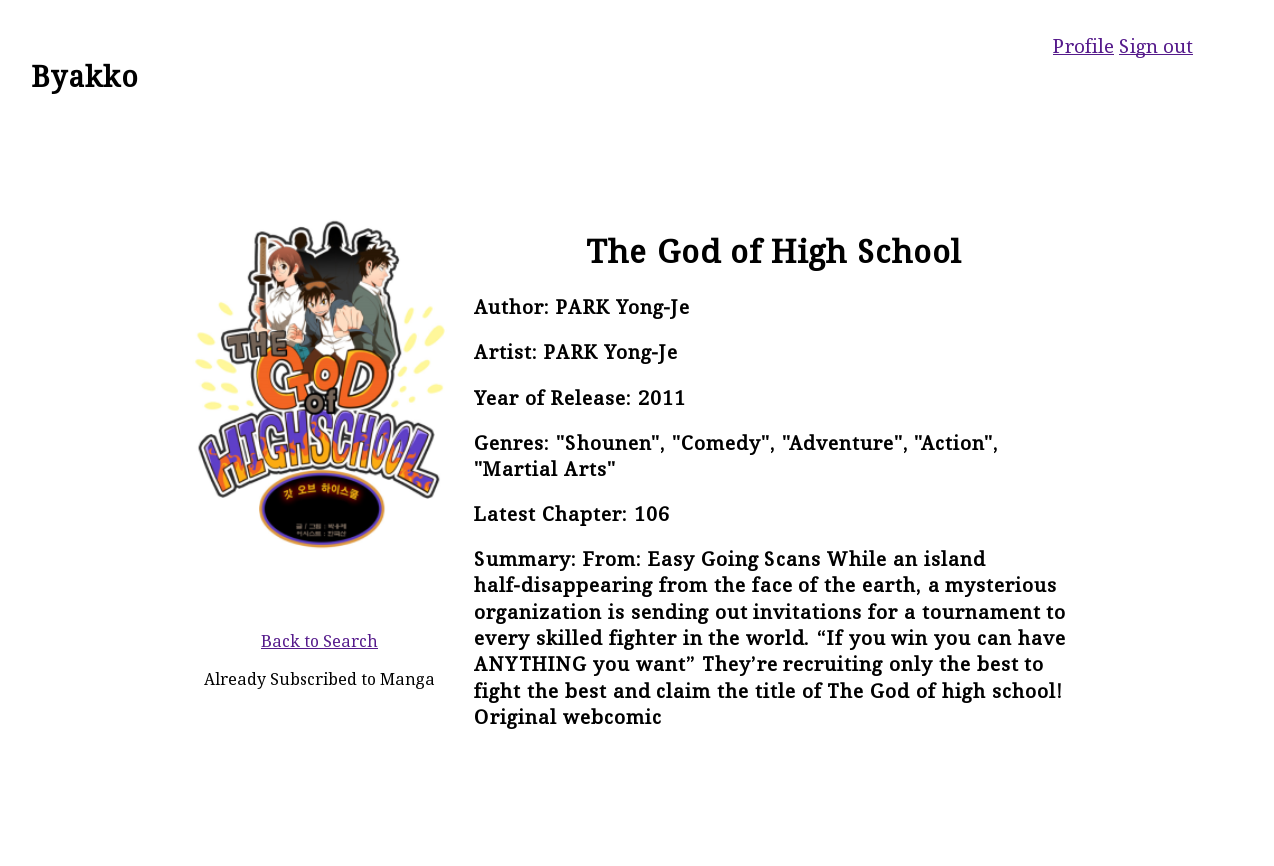 Profile Sign out
Byakko
THE
GOD
of
HIGHSCHOOL
갓 오브 하이스쿨
The God of High School
Author: PARK Yong-Je
Artist: PARK Yong-Je
Year of Release: 2011
Genres: "Shounen", "Comedy", "Adventure", "Action",
"Martial Arts"
Latest Chapter: 106
Summary: From: Easy Going Scans While an island
half-disappearing from the face of the earth, a mysterious
organization is sending out invitations for a tournament to
every skilled fighter in the world. “If you win you can have
ANYTHING you want” They’re recruiting only the best to
fight the best and claim the title of The God of high school!
Original webcomic
Back to Search
Already Subscribed to Manga